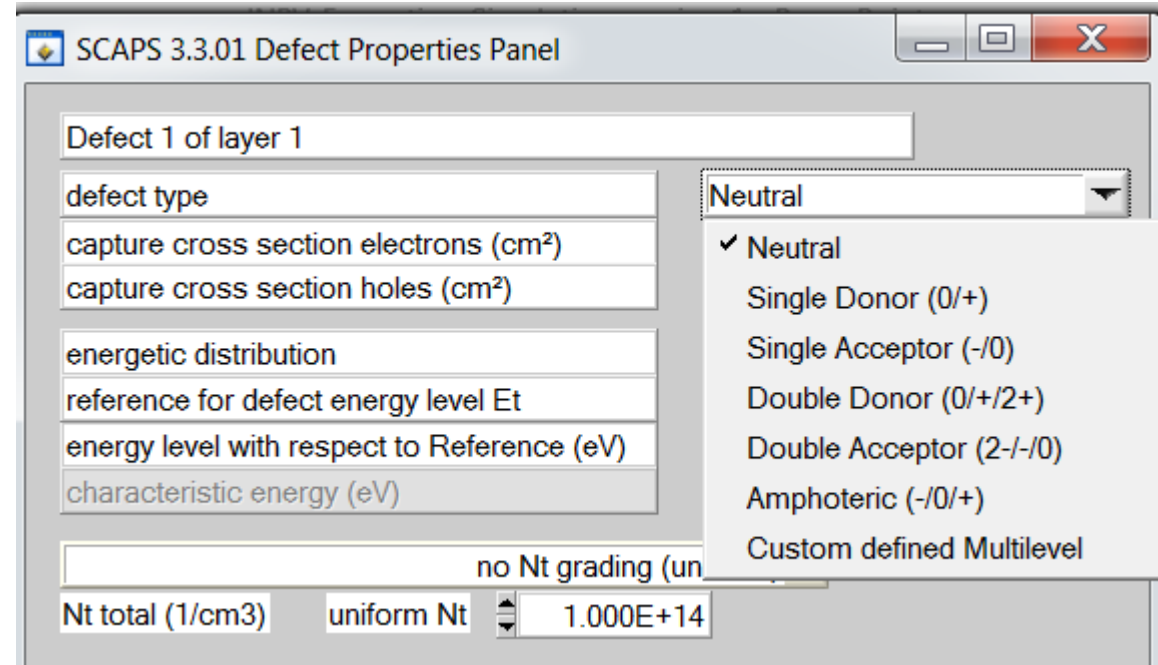 SCAPS 3.3.01 Defect Properties Panel
Defect 1 of layer 1
defect type
Neutral
capture cross section electrons (cm²)
capture cross section holes (cm²)
Neutral
Single Donor (0/+)
Single Acceptor (-/0)
Double Donor (0/+/2+)
Double Acceptor (2-/-/0)
Amphoteric (-/0/+)
Custom defined Multilevel
energetic distribution
reference for defect energy level Et
energy level with respect to Reference (eV)
characteristic energy (eV)
no Nt grading (un
Nt total (1/cm3) uniform Nt 1.000E+14